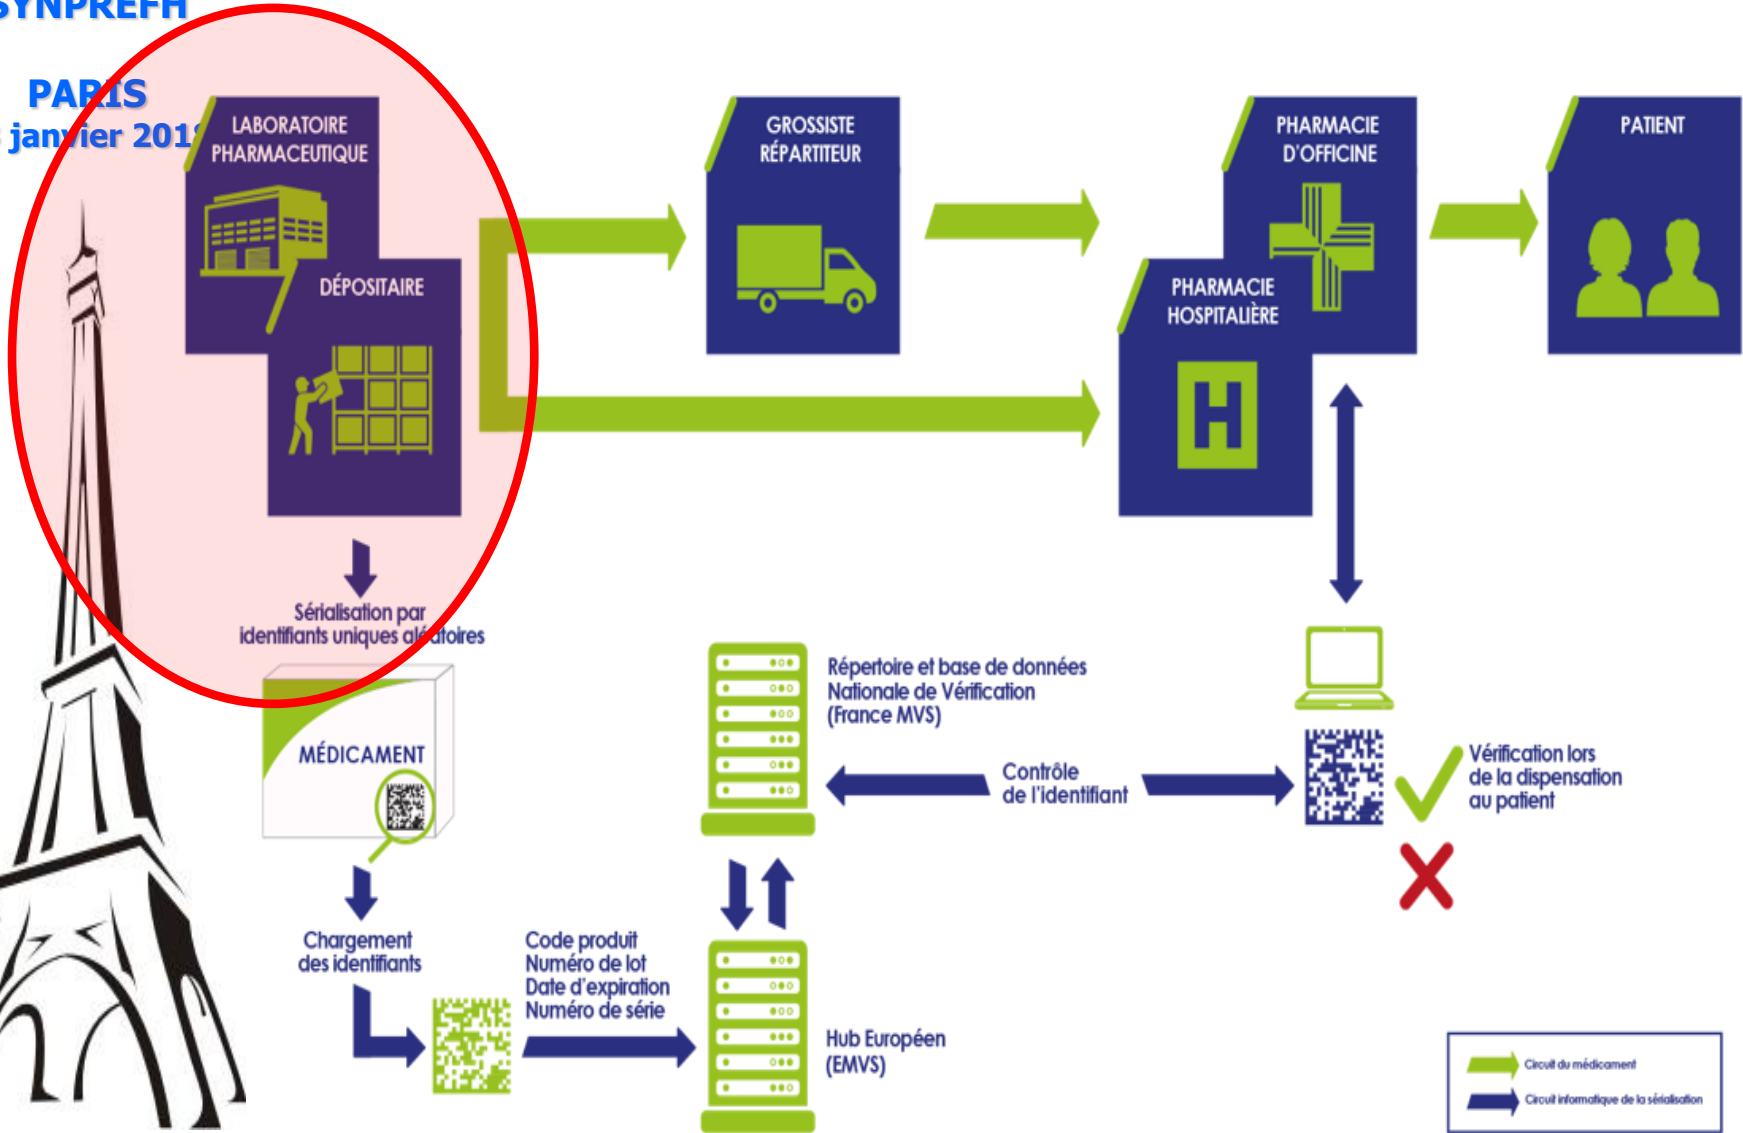 SYNPREFH
PARIS
janvier 2018
LABORATOIRE
PHARMACEUTIQUE
DÉPOSITAIRE
GROSSISTE
RÉPARTITEUR
PHARMACIE
D'OFFICINE
PHARMACIE
HOSPITALIÈRE
PATIENT
H
Sérialisation par
identifiants uniques aléatoires
MÉDICAMENT
Chargement
des identifiants
Code produit
Numéro de lot
Date d'expiration
Numéro de série
Répertoire et base de données
Nationale de Vérification
(France MVS)
Hub Européen
(EMVS)
Contrôle
de l'identifiant
Vérification lors
de la dispensation
au patient
Circuit du médicament
Circuit informatique de la sérialisation